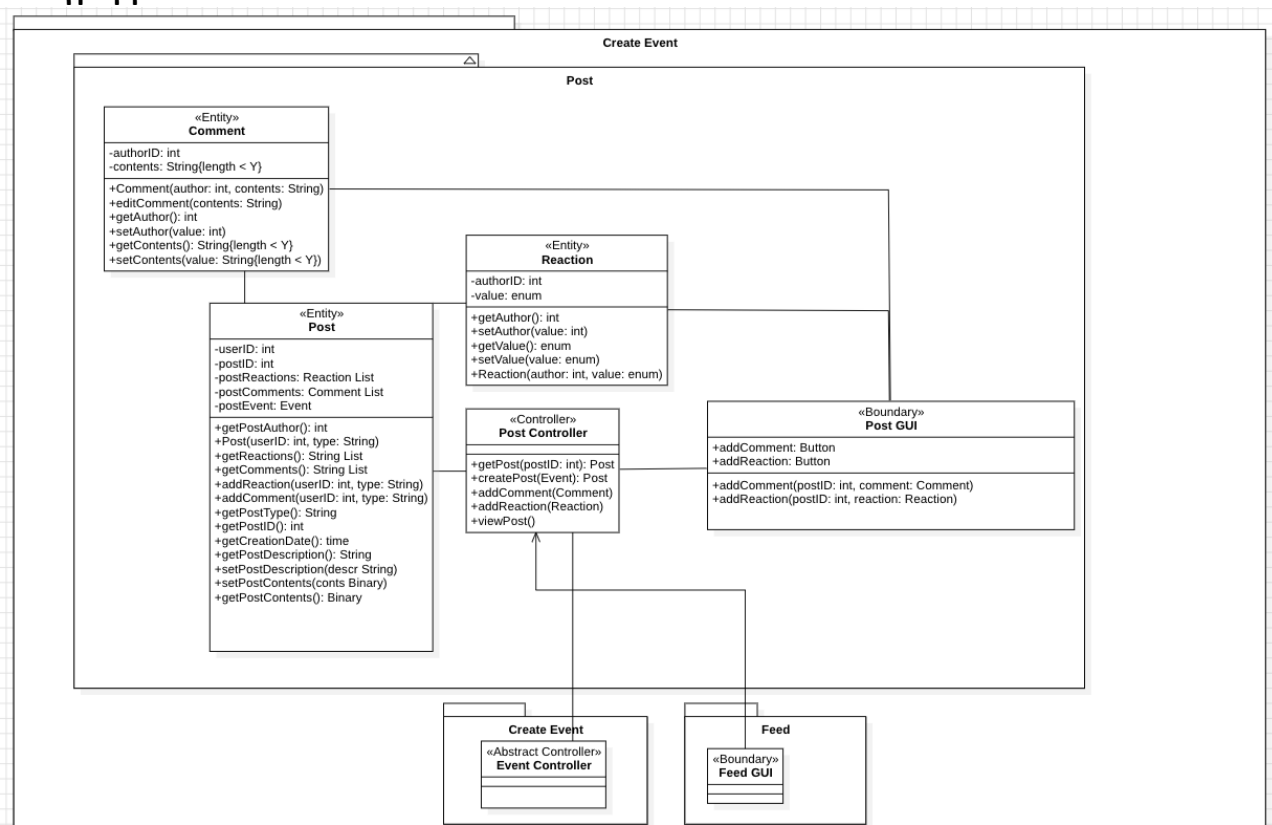 Create Event
Post
«Entity»
Comment
-authorID: int
-contents: String{length < Y}
+Comment(author: int, contents: String)
+editComment(contents: String)
+getAuthor(): int
+setAuthor(value: int)
+getContents(): String{length < Y}
+setContents(value: String{length < Y})
«Entity»
Reaction
-authorID: int
-value: enum
+getAuthor(): int
+setAuthor(value: int)
+getValue(): enum
+setValue(value: enum)
+Reaction(author: int, value: enum)
«Entity»
Post
-userID: int
-postID: int
-postReactions: Reaction List
-postComments: Comment List
-postEvent: Event
+getPostAuthor(): int
+Post(userID: int, type: String)
+getReactions(): String List
+getComments(): String List
+addReaction(userID: int, type: String)
+addComment(userID: int, type: String)
+getPostType(): String
+getPostID(): int
+getCreationDate(): time
+getPostDescription(): String
+setPostDescription(descr String)
+setPostContents(conts Binary)
+getPostContents(): Binary
«Controller»
Post Controller
+getPost(postID: int): Post
+createPost(Event): Post
+addComment(Comment)
+addReaction(Reaction)
+viewPost()
«Boundary»
Post GUI
+addComment: Button
+addReaction: Button
+addComment(postID: int, comment: Comment)
+addReaction(postID: int, reaction: Reaction)
Create Event
«Abstract Controller»
Event Controller
Feed
«Boundary»
Feed GUI